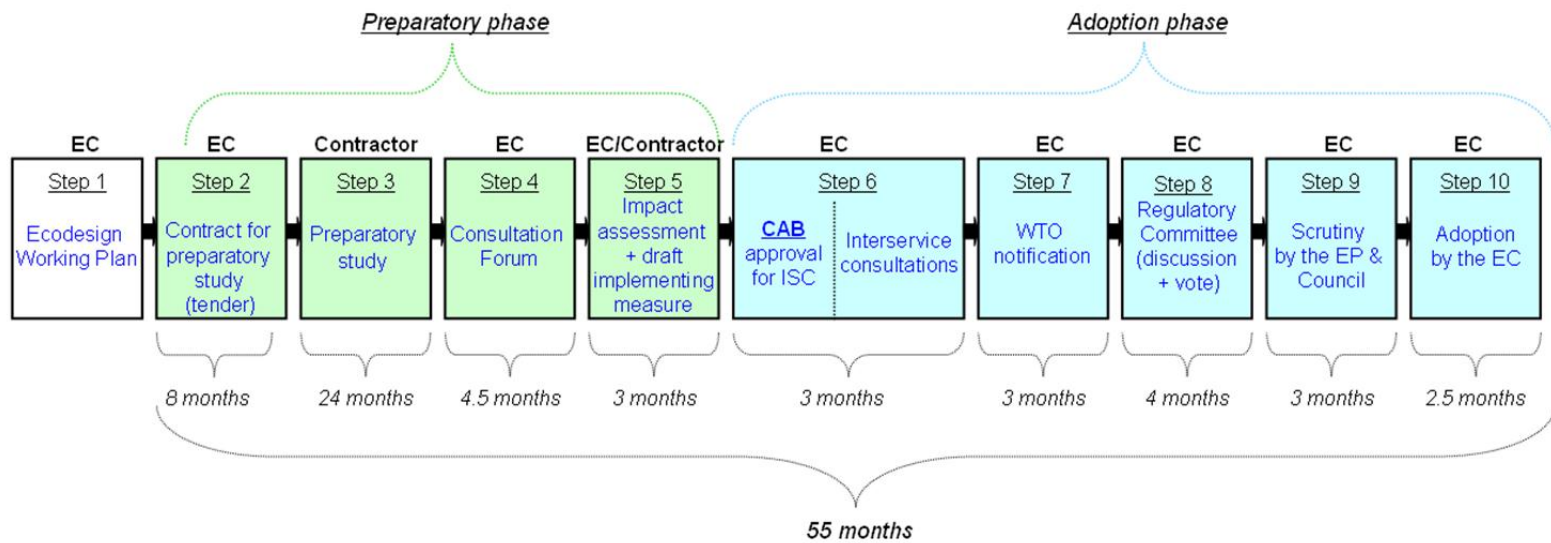 Preparatory phase
Adoption phase
EC
EC
Contractor
EC
EC/Contractor
EC
EC
EC
EC
EC
Step 1
Ecodesign
Working Plan
Step 2
Contract for
preparatory
study
(tender)
Step 3
Preparatory
study
Step 4
Consultation
Forum
Step 5
Impact
assessment
+ draft
implementing
measure
Step 6
CAB
approval
for ISC
Interservice
consultations
Step 7
WTO
notification
Step 8
Regulatory
Committee
(discussion
+ vote)
Step 9
Scrutiny
by the EP &
Council
Step 10
Adoption
by the EC
8 months
24 months
4.5 months
3 months
3 months
3 months
4 months
3 months
2.5 months
55 months